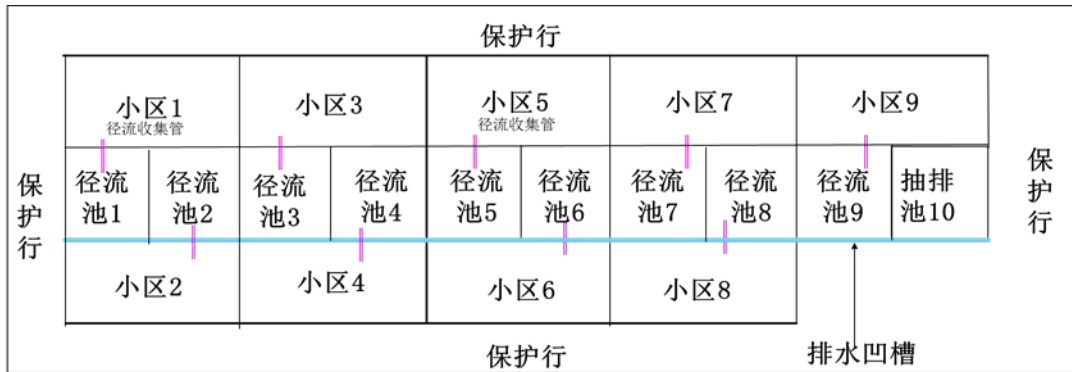 保护行
小区1
小区3
小区5
小区7
小区9
径流收集管
径流收集管
保护行
径流
池1
径流
池2
径流
池3
径流
池4
径流
池5
径流
池6
径流
池7
径流
池8
径流
池9
抽排
池10
保护行
小区2
小区4
小区6
小区8
保护行
排水凹槽